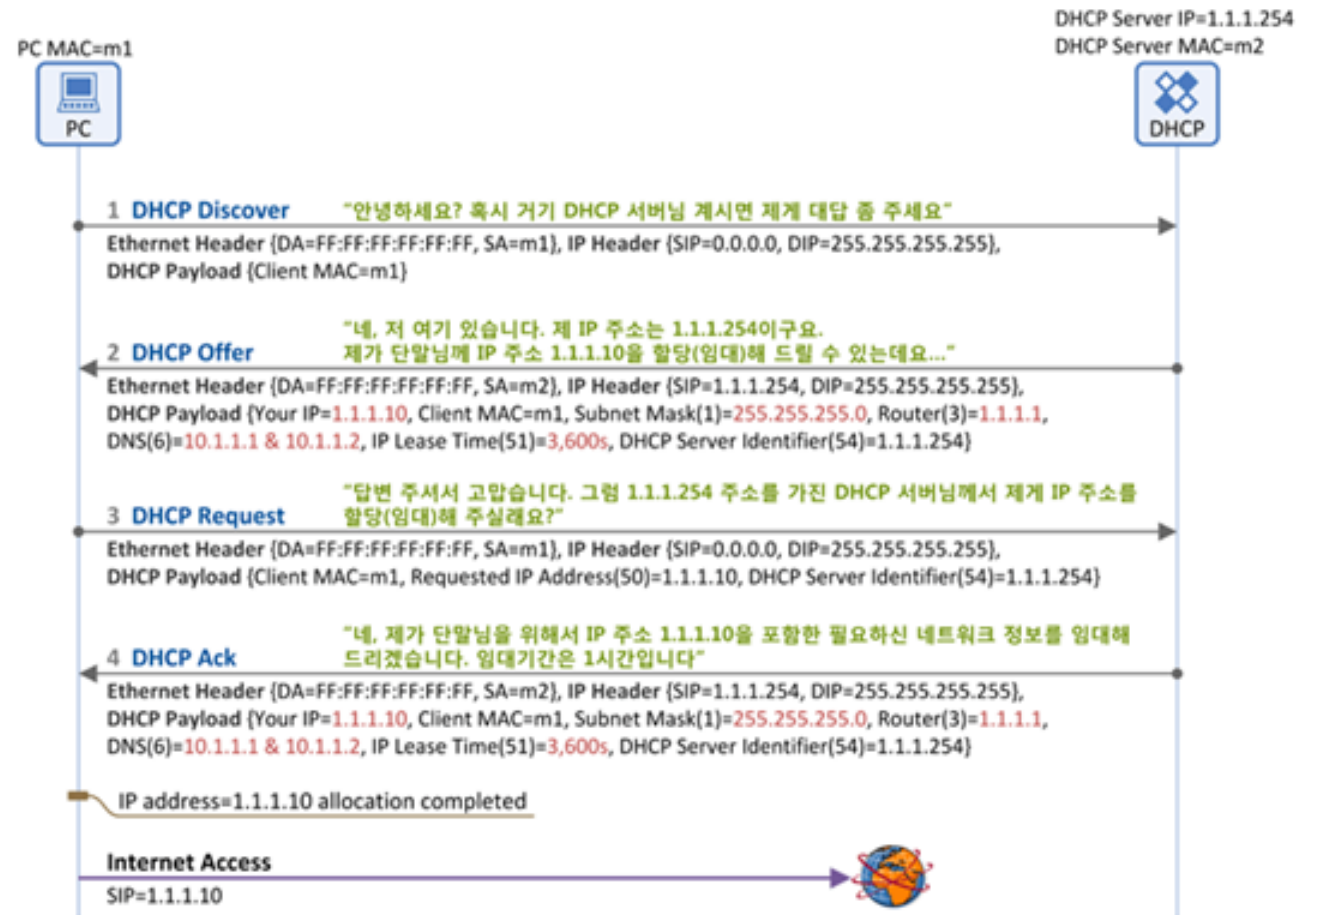 DHCP Server IP=1.1.1.254
DHCP Server MAC=m2
PC MAC=m1
PC
DHCP
1 DHCP Discover "안녕하세요? 혹시 거기 DHCP 서버님 계시면 제게 대답 좀 주세요"
Ethernet Header {DA=FF:FF:FF:FF:FF:FF, SA=m1}, IP Header {SIP=0.0.0.0, DIP=255.255.255.255},
DHCP Payload {Client MAC=m1}
"네, 저 여기 있습니다. 제 IP 주소는 1.1.1.254이구요.
2 DHCP Offer 제가 단말님께 IP 주소 1.1.1.10을 할당(임대)해 드릴 수 있는데요..."
Ethernet Header {DA=FF:FF:FF:FF:FF:FF, SA=m2}, IP Header {SIP=1.1.1.254, DIP=255.255.255.255},
DHCP Payload {Your IP=1.1.1.10, Client MAC=m1, Subnet Mask(1)=255.255.255.0, Router(3)=1.1.1.1,
DNS(6)=10.1.1.1 & 10.1.1.2, IP Lease Time(51)=3,600s, DHCP Server Identifier(54)=1.1.1.254}
"답변 주셔서 고맙습니다. 그럼 1.1.1.254 주소를 가진 DHCP 서버님께서 제게 IP 주소를
3 DHCP Request 할당(임대)해 주실래요?"
Ethernet Header {DA=FF:FF:FF:FF:FF:FF, SA=m1}, IP Header {SIP=0.0.0.0, DIP=255.255.255.255},
DHCP Payload {Client MAC=m1, Requested IP Address(50)=1.1.1.10, DHCP Server Identifier(54)=1.1.1.254}
"네, 제가 단말님을 위해서 IP 주소 1.1.1.10을 포함한 필요하신 네트워크 정보를 임대해
4 DHCP Ack 드리겠습니다. 임대기간은 1시간입니다"
Ethernet Header {DA=FF:FF:FF:FF:FF:FF, SA=m2}, IP Header {SIP=1.1.1.254, DIP=255.255.255.255},
DHCP Payload {Your IP=1.1.1.10, Client MAC=m1, Subnet Mask(1)=255.255.255.0, Router(3)=1.1.1.1,
DNS(6)=10.1.1.1 & 10.1.1.2, IP Lease Time(51)=3,600s, DHCP Server Identifier(54)=1.1.1.254}
IP address=1.1.1.10 allocation completed
Internet Access
SIP=1.1.1.10